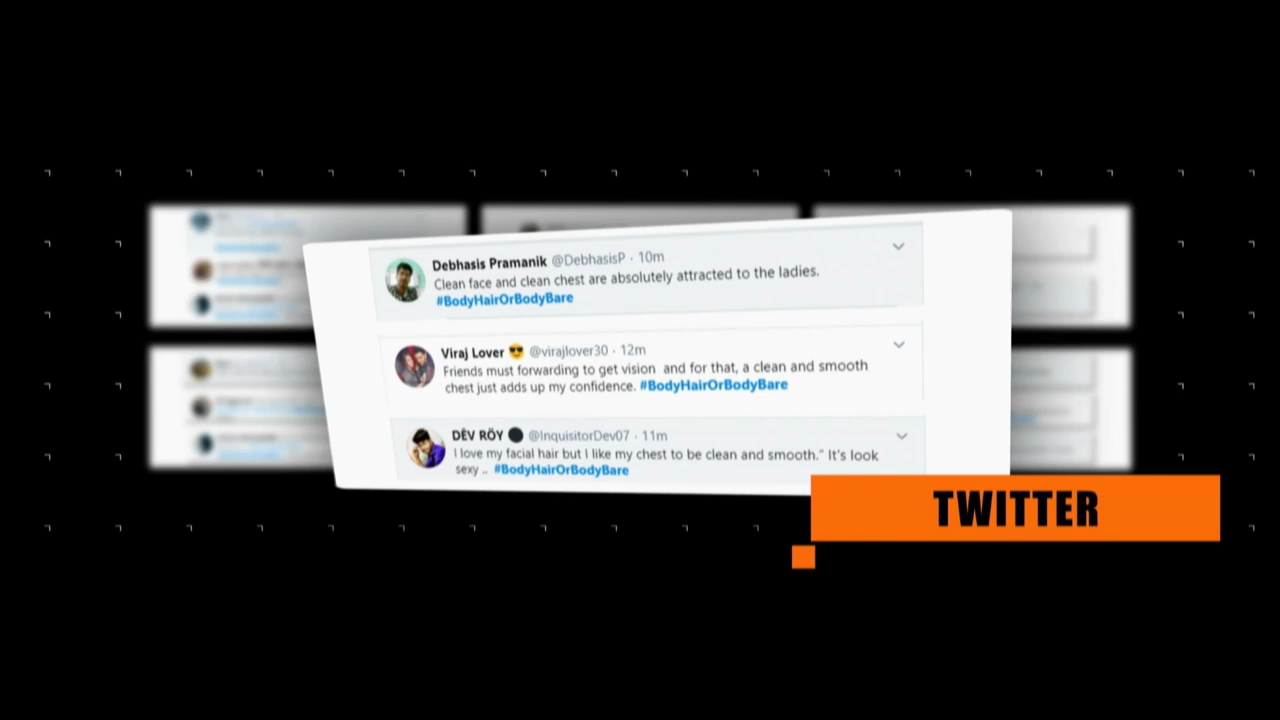 Debhasis Pramanik @DebhasisP · 10m
Clean face and clean chest are absolutely attracted to the ladies.
#BodyHairOrBodyBare
Viraj Lover 😎 @virajlover30 · 12m
Friends must forwarding to get vision and for that, a clean and smooth
chest just adds up my confidence. #BodyHairOrBodyBare
DĒV RÖY ⚫ @InquisitorDev07 · 11m
I love my facial hair but I like my chest to be clean and smooth." It's look
sexy .. #BodyHairOrBodyBare
TWITTER